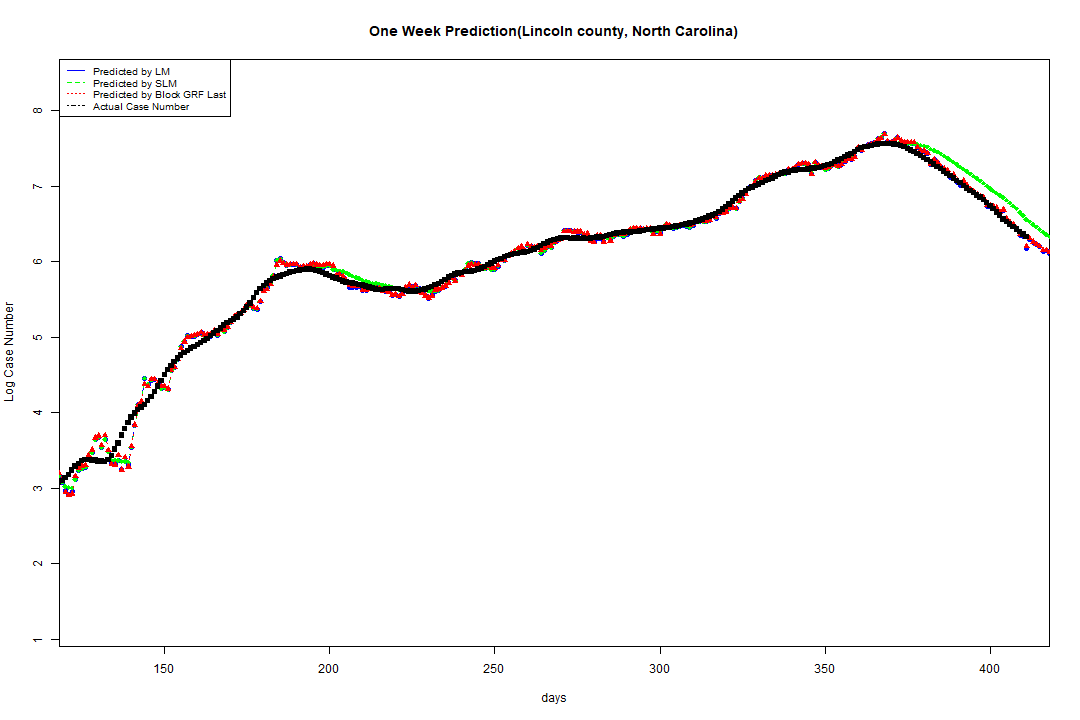 One Week Prediction(Lincoln county, North Carolina)
Predicted by LM
Predicted by SLM
Predicted by Block GRF Last
Actual Case Number
Log Case Number
8
7
6
5
4
3
2
1
150
200
250
300
350
400
days